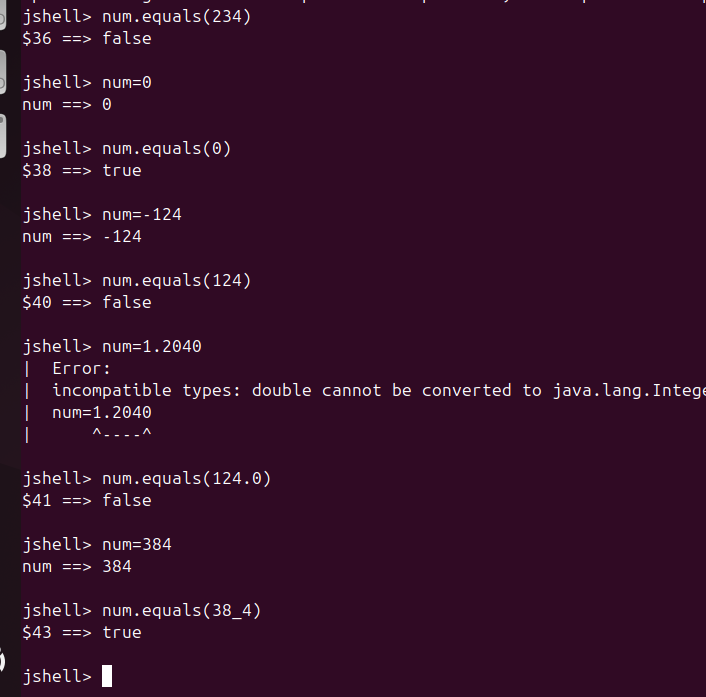 jshell> num.equals(234)
$36 ==> false
jshell> num=0
num ==> 0
jshell> num.equals(0)
$38 ==> true
jshell> num=-124
num ==> -124
jshell> num.equals(124)
$40 ==> false
jshell> num=1.2040
|  Error:
|  incompatible types: double cannot be converted to java.lang.Intege
|  num=1.2040
|      ^----^
jshell> num.equals(124.0)
$41 ==> false
jshell> num=384
num ==> 384
jshell> num.equals(38_4)
$43 ==> true
jshell>